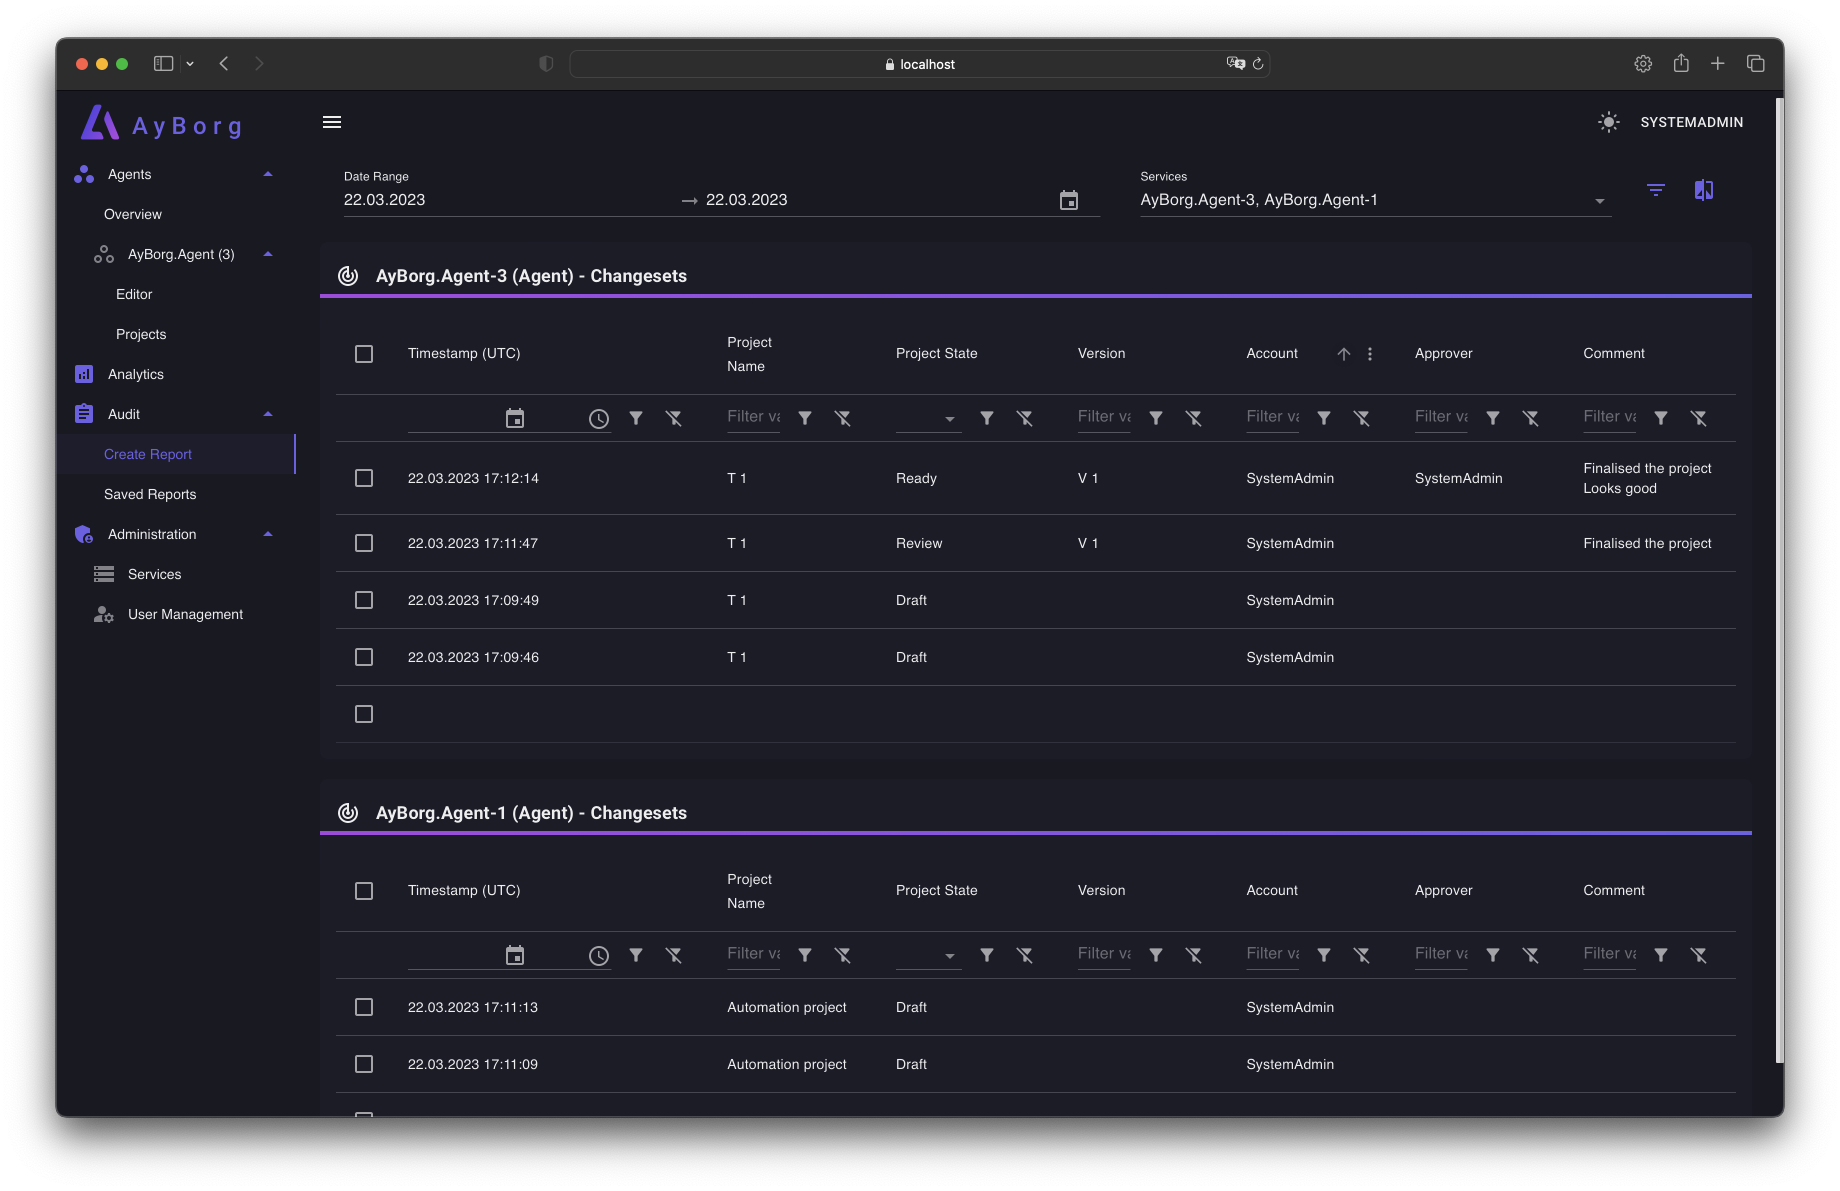 localhost
AyBorg
SYSTEMADMIN
Agents
Overview
AyBorg.Agent (3)
Editor
Projects
Analytics
Audit
Create Report
Saved Reports
Administration
Services
User Management
Date Range
22.03.2023 → 22.03.2023
Services
AyBorg.Agent-3, AyBorg.Agent-1
AyBorg.Agent-3 (Agent) - Changesets
Timestamp (UTC) Project Name Project State Version Account Approver Comment
Filter va Filter va Filter va Filter va Filter va
22.03.2023 17:12:14 T 1 Ready V 1 SystemAdmin SystemAdmin Finalised the project
Looks good
22.03.2023 17:11:47 T 1 Review V 1 SystemAdmin Finalised the project
22.03.2023 17:09:49 T 1 Draft SystemAdmin
22.03.2023 17:09:46 T 1 Draft SystemAdmin
AyBorg.Agent-1 (Agent) - Changesets
Timestamp (UTC) Project Name Project State Version Account Approver Comment
Filter va Filter va Filter va Filter va Filter va
22.03.2023 17:11:13 Automation project Draft SystemAdmin
22.03.2023 17:11:09 Automation project Draft SystemAdmin